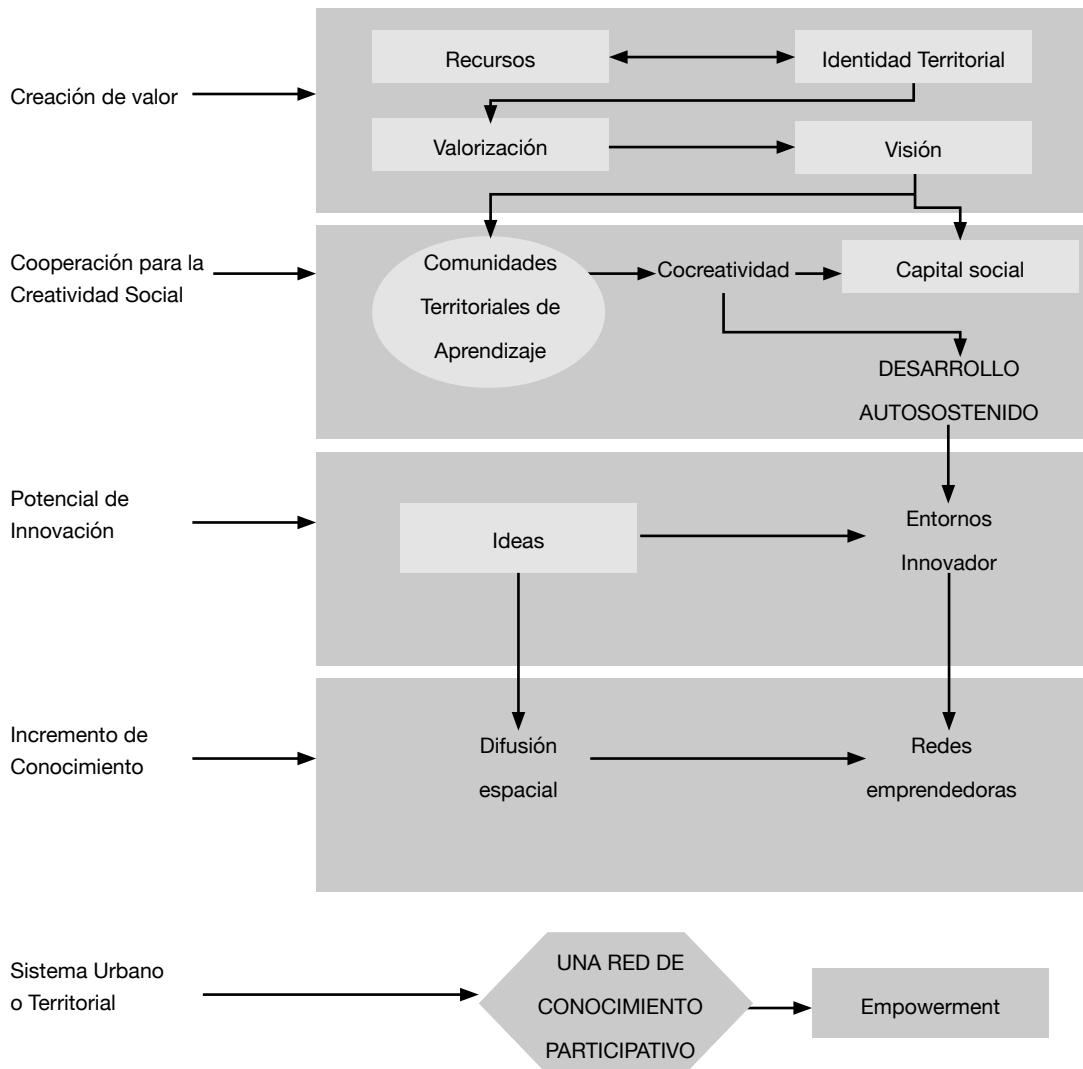 Creación de valor
Recursos
Identidad Territorial
Valorización
Visión
Cooperación para la
Creatividad Social
Comunidades
Territoriales de
Aprendizaje
Cocreatividad
Capital social
DESARROLLO
AUTOSOSTENIDO
Potencial de
Innovación
Ideas
Entornos
Innovador
Incremento de
Conocimiento
Difusión
espacial
Redes
emprendedoras
Sistema Urbano
o Territorial
UNA RED DE
CONOCIMIENTO
PARTICIPATIVO
Empowerment